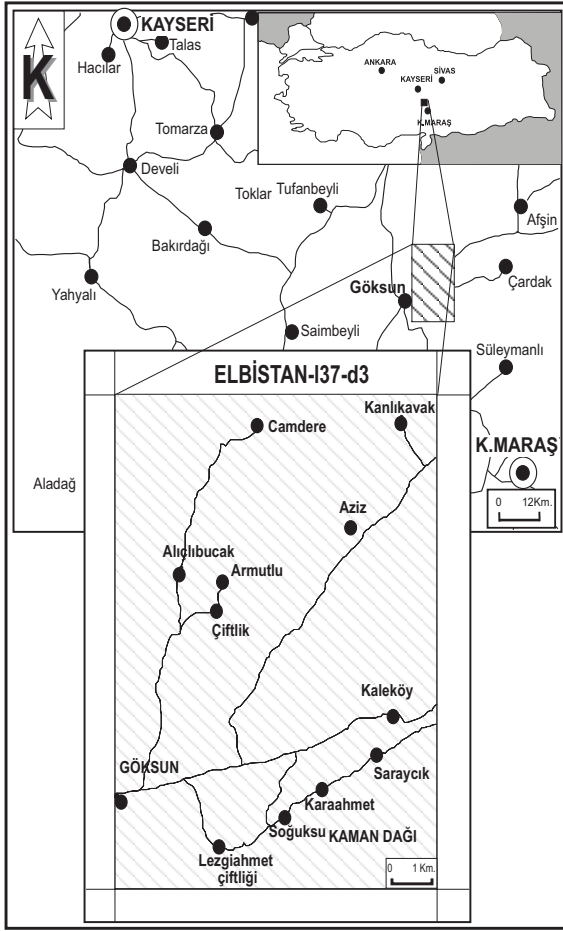 KAYSERİ
Talas
Hacılar
K
Tomarza
Develi
Toklar Tufanbeyli
Bakırdağı
Yahyalı
Saimbeyli
Göksun
Afşin
Çardak
Süleymanlı
K.MARAŞ
Aladağ
0 12Km.
ANKARA
SİVAS
KAYSERİ
K.MARAŞ
ELBİSTAN-I37-d3
Kanlıkavak
Camdere
Aziz
Alıçlıbucak
Armutlu
Çiftlik
Kaleköy
GÖKSUN
Saraycık
Karaahmet
Soğuksu KAMAN DAĞI
Lezgiahmet
çiftliği
0 1 Km.